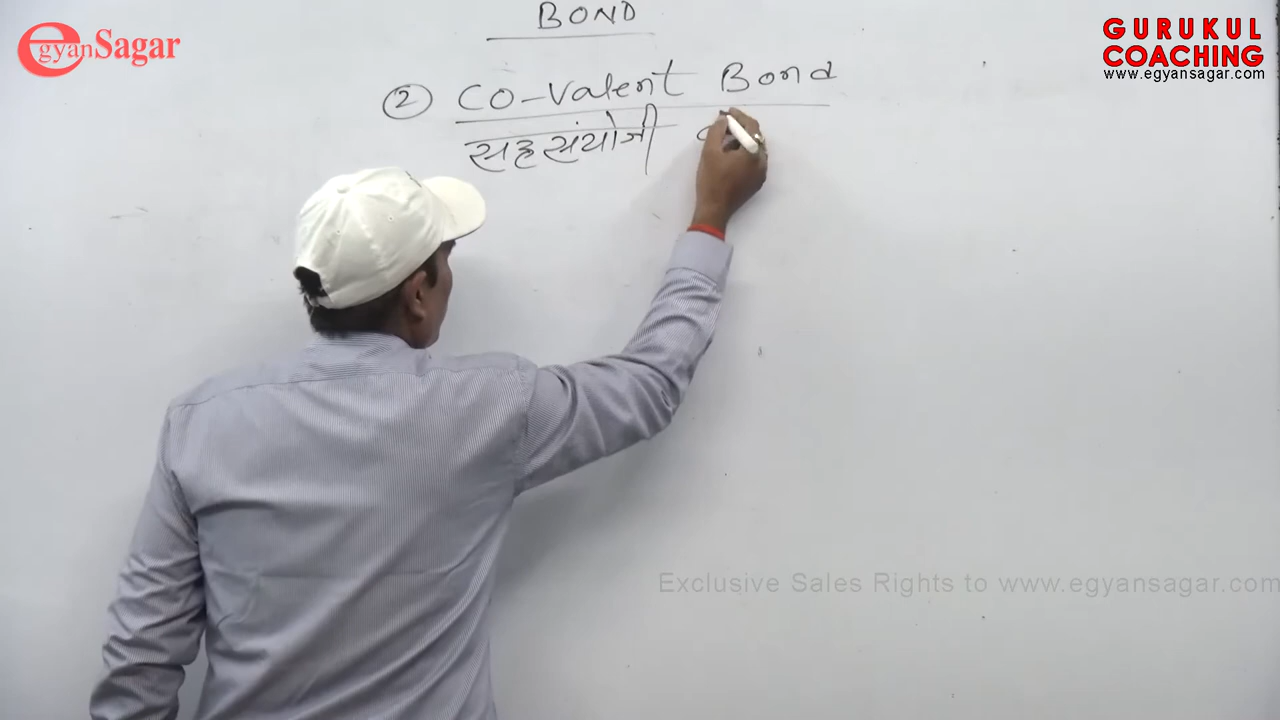 BOND
egyanSagar
GURUKUL
COACHING
www.egyansagar.com
② CO-Valent Bond
सहसंयोजी
Exclusive Sales Rights to www.egyansagar.com